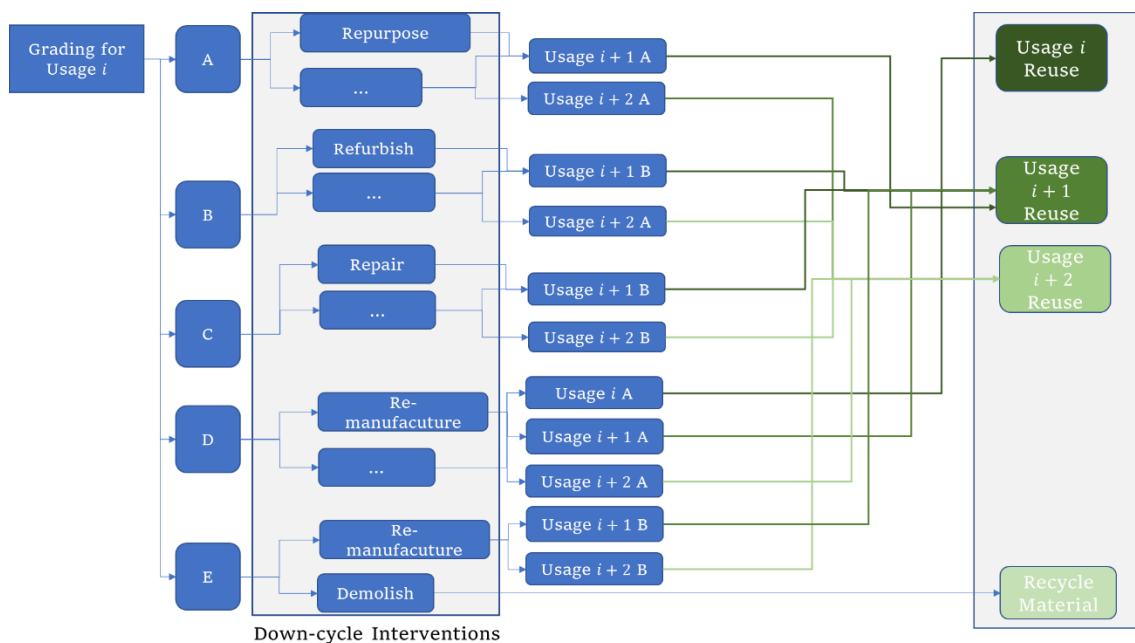 Grading for
Usage i
A
B
C
D
E
Repurpose
...
Refurbish
...
Repair
...
Re-
manufacuture
...
Re-
manufacuture
Demolish
Down-cycle Interventions
Usage i + 1 A
Usage i + 2 A
Usage i + 1 B
Usage i + 2 A
Usage i + 1 B
Usage i + 2 B
Usage i A
Usage i + 1 A
Usage i + 2 A
Usage i + 1 B
Usage i + 2 B
Usage i
Reuse
Usage
i + 1
Reuse
Usage
i + 2
Reuse
Recycle
Material